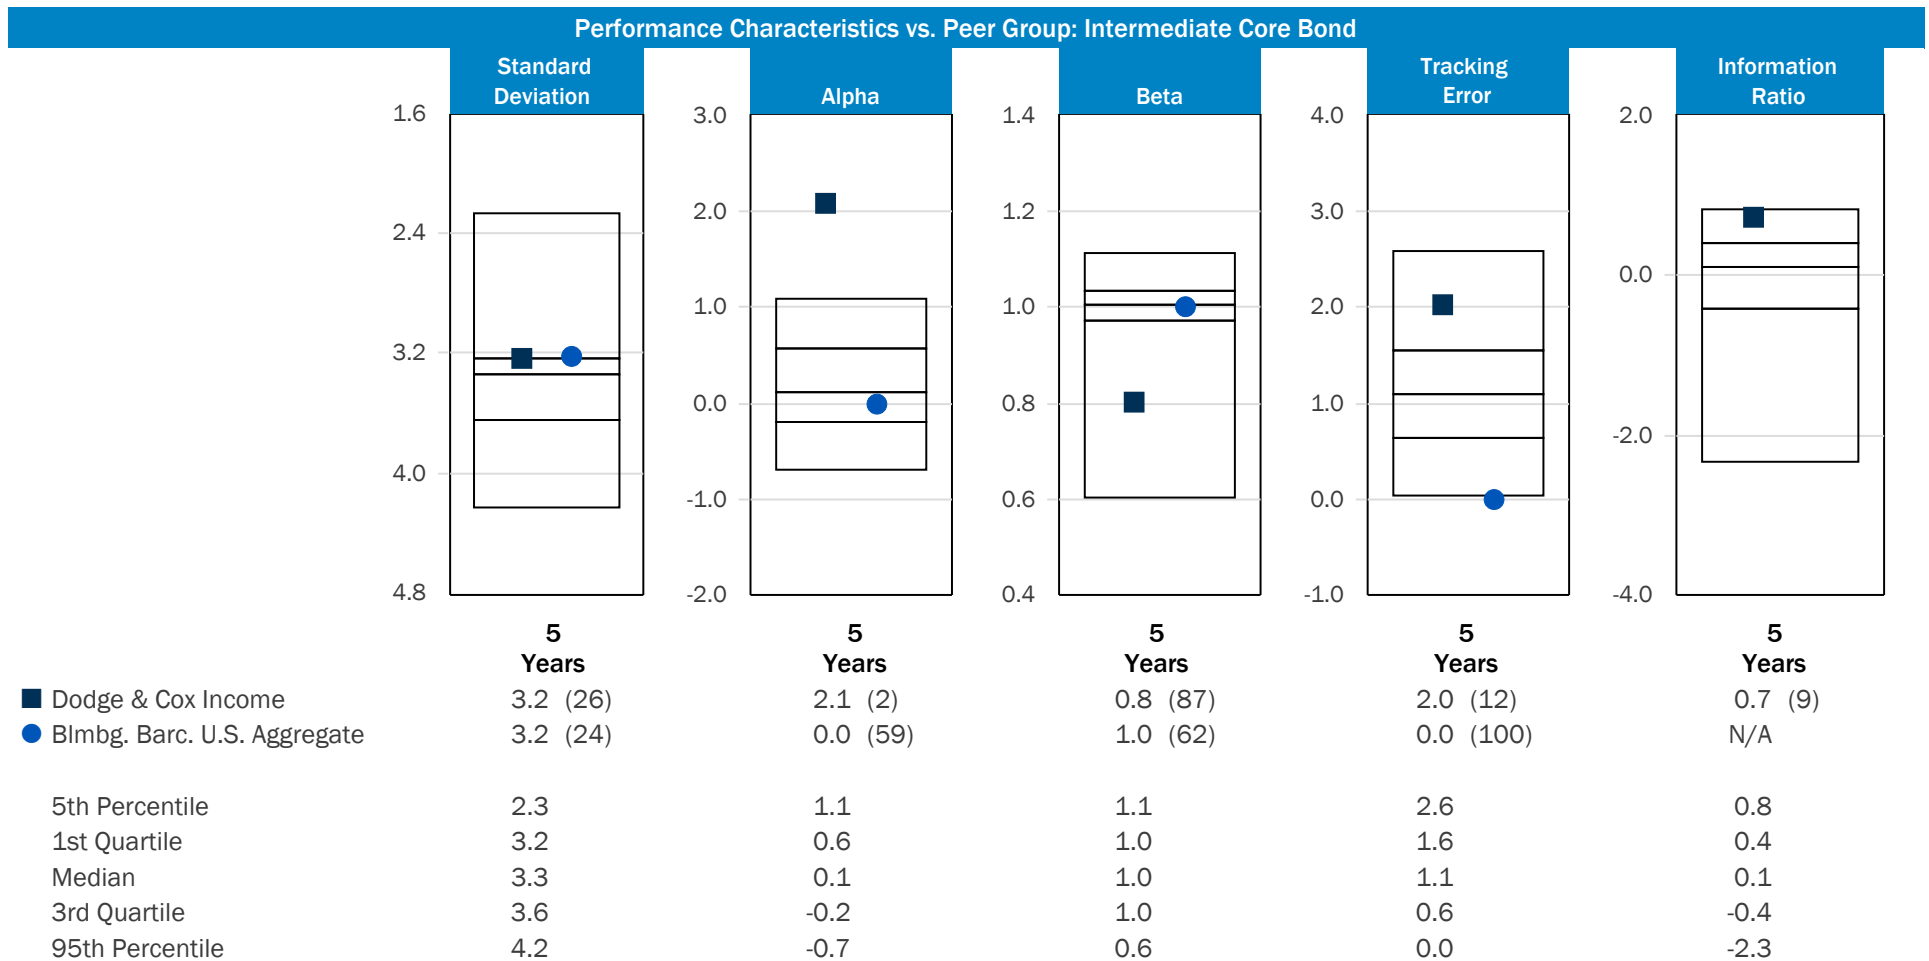 Performance Characteristics vs. Peer Group: Intermediate Core Bond
Standard
Deviation
Alpha
Beta
Tracking
Error
Information
Ratio
1.6
2.4
3.2
4.0
4.8
3.0
2.0
1.0
0.0
-1.0
-2.0
1.4
1.2
1.0
0.8
0.6
0.4
4.0
3.0
2.0
1.0
0.0
-1.0
2.0
0.0
-2.0
-4.0
5 5 5 5 5
Years Years Years Years Years
Dodge & Cox Income 3.2 (26) 2.1 (2) 0.8 (87) 2.0 (12) 0.7 (9)
Blmbg. Barc. U.S. Aggregate 3.2 (24) 0.0 (59) 1.0 (62) 0.0 (100) N/A
5th Percentile 2.3 1.1 1.1 2.6 0.8
1st Quartile 3.2 0.6 1.0 1.6 0.4
Median 3.3 0.1 1.0 1.1 0.1
3rd Quartile 3.6 -0.2 1.0 0.6 -0.4
95th Percentile 4.2 -0.7 0.6 0.0 -2.3